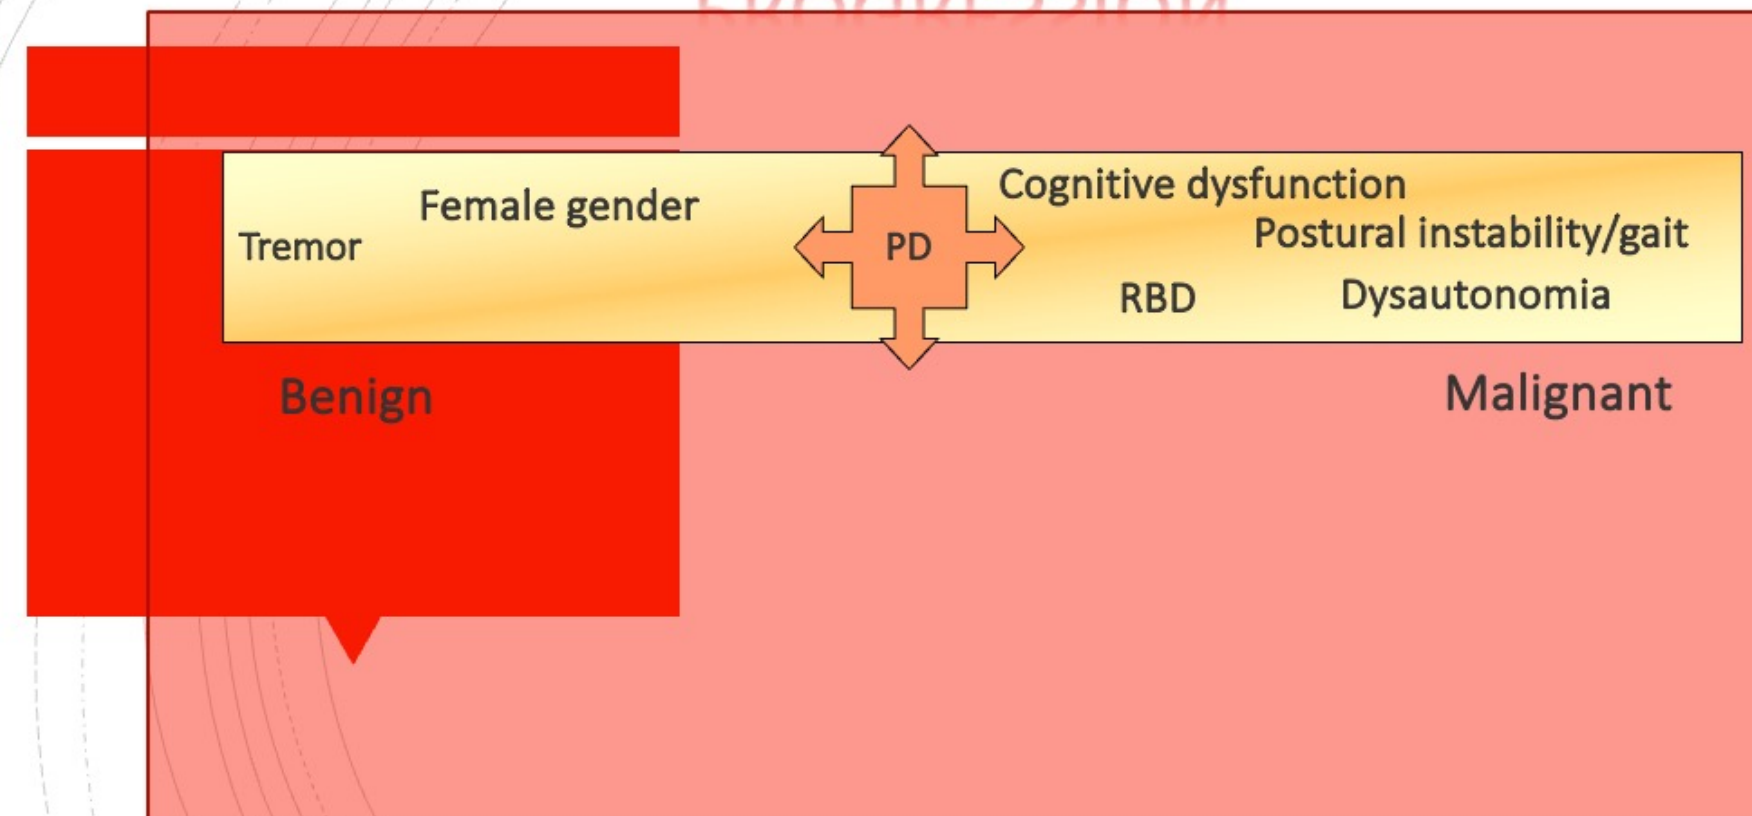 Female gender
Tremor
PD
Cognitive dysfunction
Postural instability/gait
RBD
Dysautonomia
Benign
Malignant